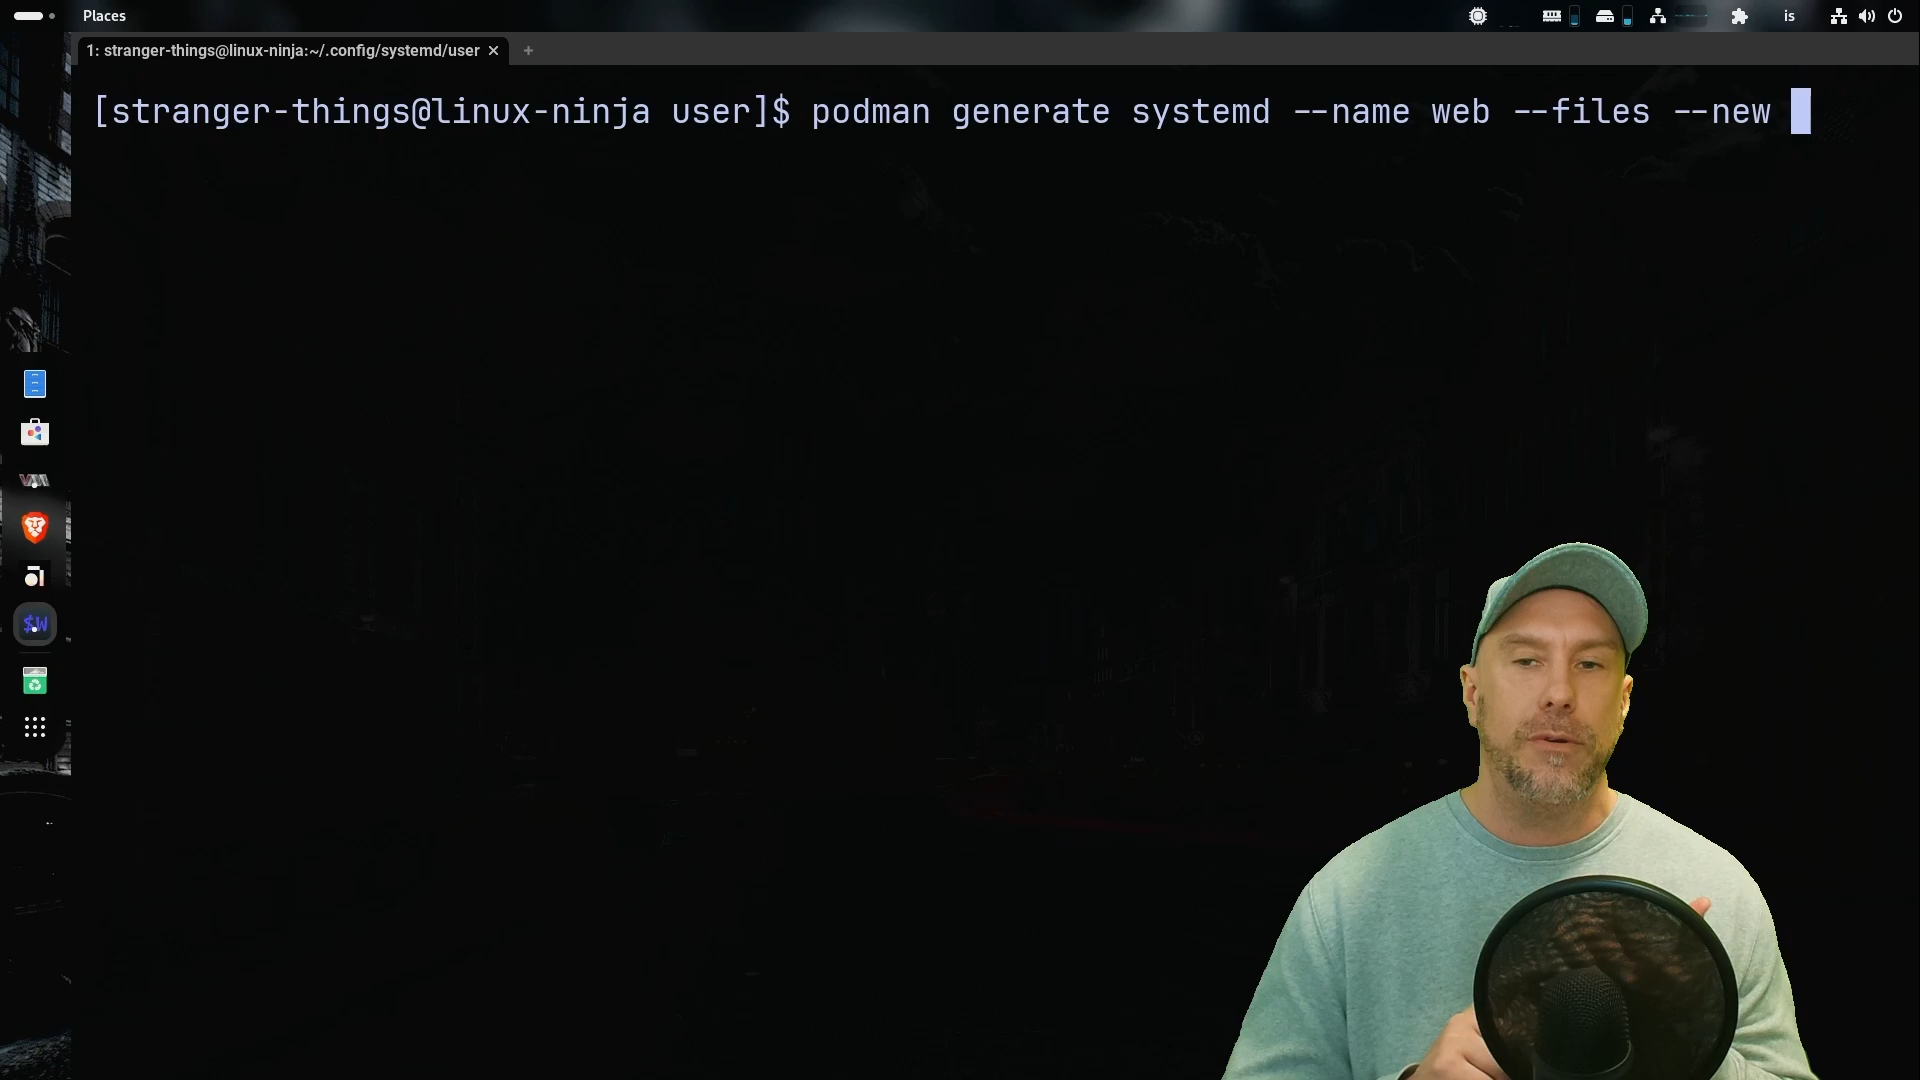 Places
is
1: stranger-things@linux-ninja:~/.config/systemd/user
[stranger-things@linux-ninja user]$ podman generate systemd --name web --files --new
$W